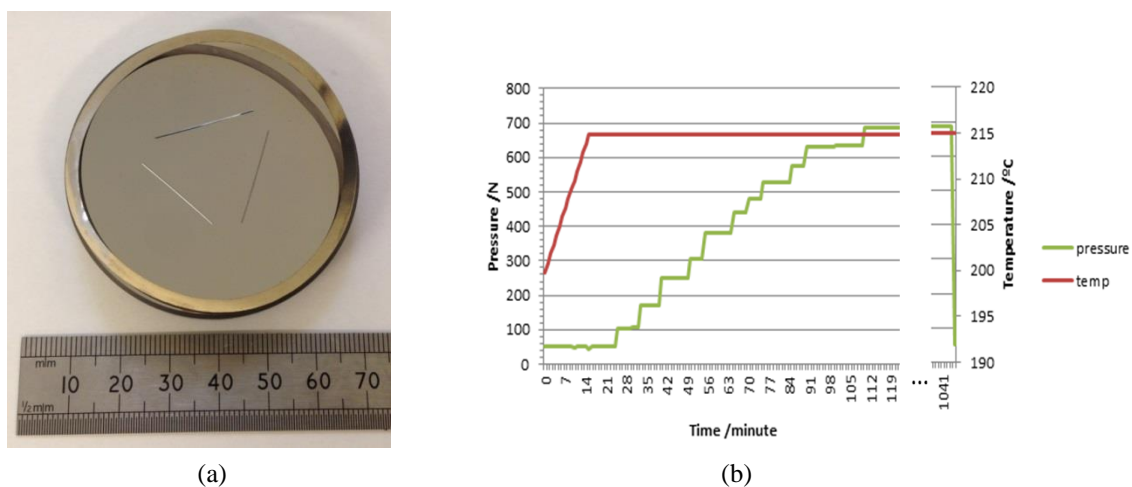 mm
10 20 30 40 50 60 70
½ mm
(a)
800
700
600
500
400
300
200
100
0
Pressure /N
220
215
210
205
200
195
190
Temperature /ºC
0 7 14 21 28 35 42 49 56 63 70 77 84 91 98 105 112 119 ... 1041
Time /minute
pressure
temp
(b)